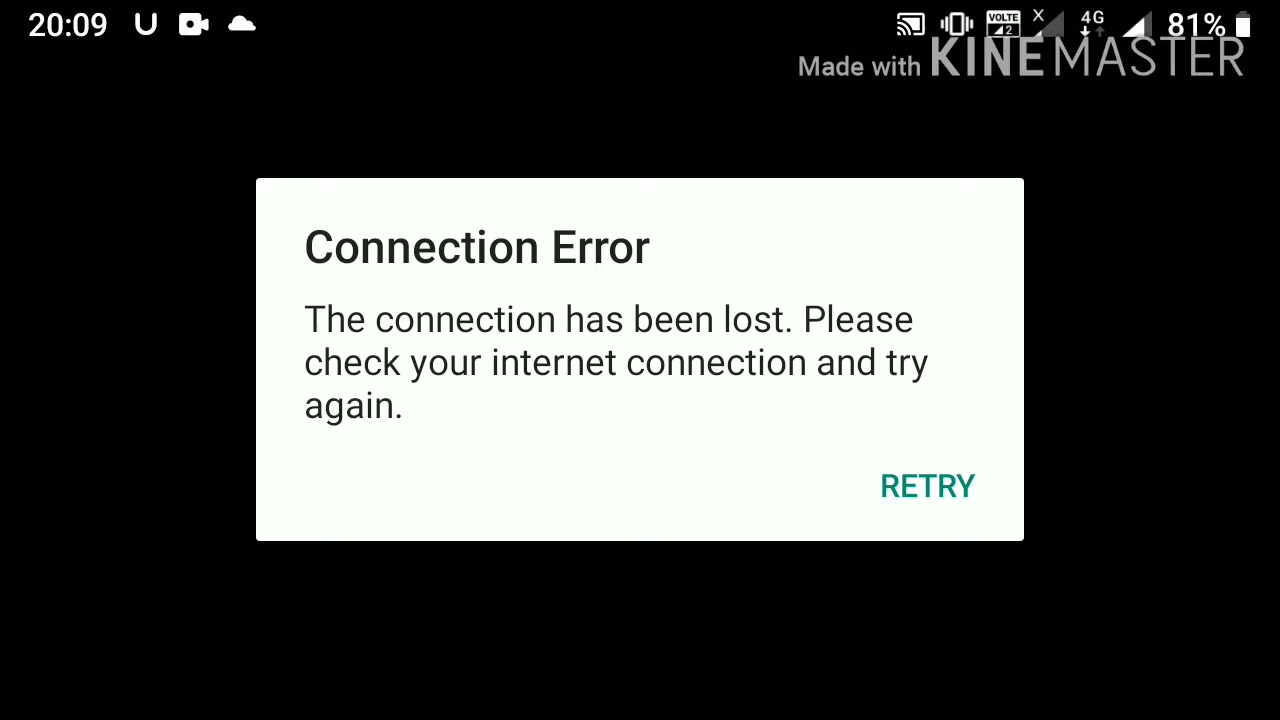 20:09 VOLTE 2 X 4G 81%
Made with KINEMASTER
Connection Error
The connection has been lost. Please
check your internet connection and try
again.
RETRY